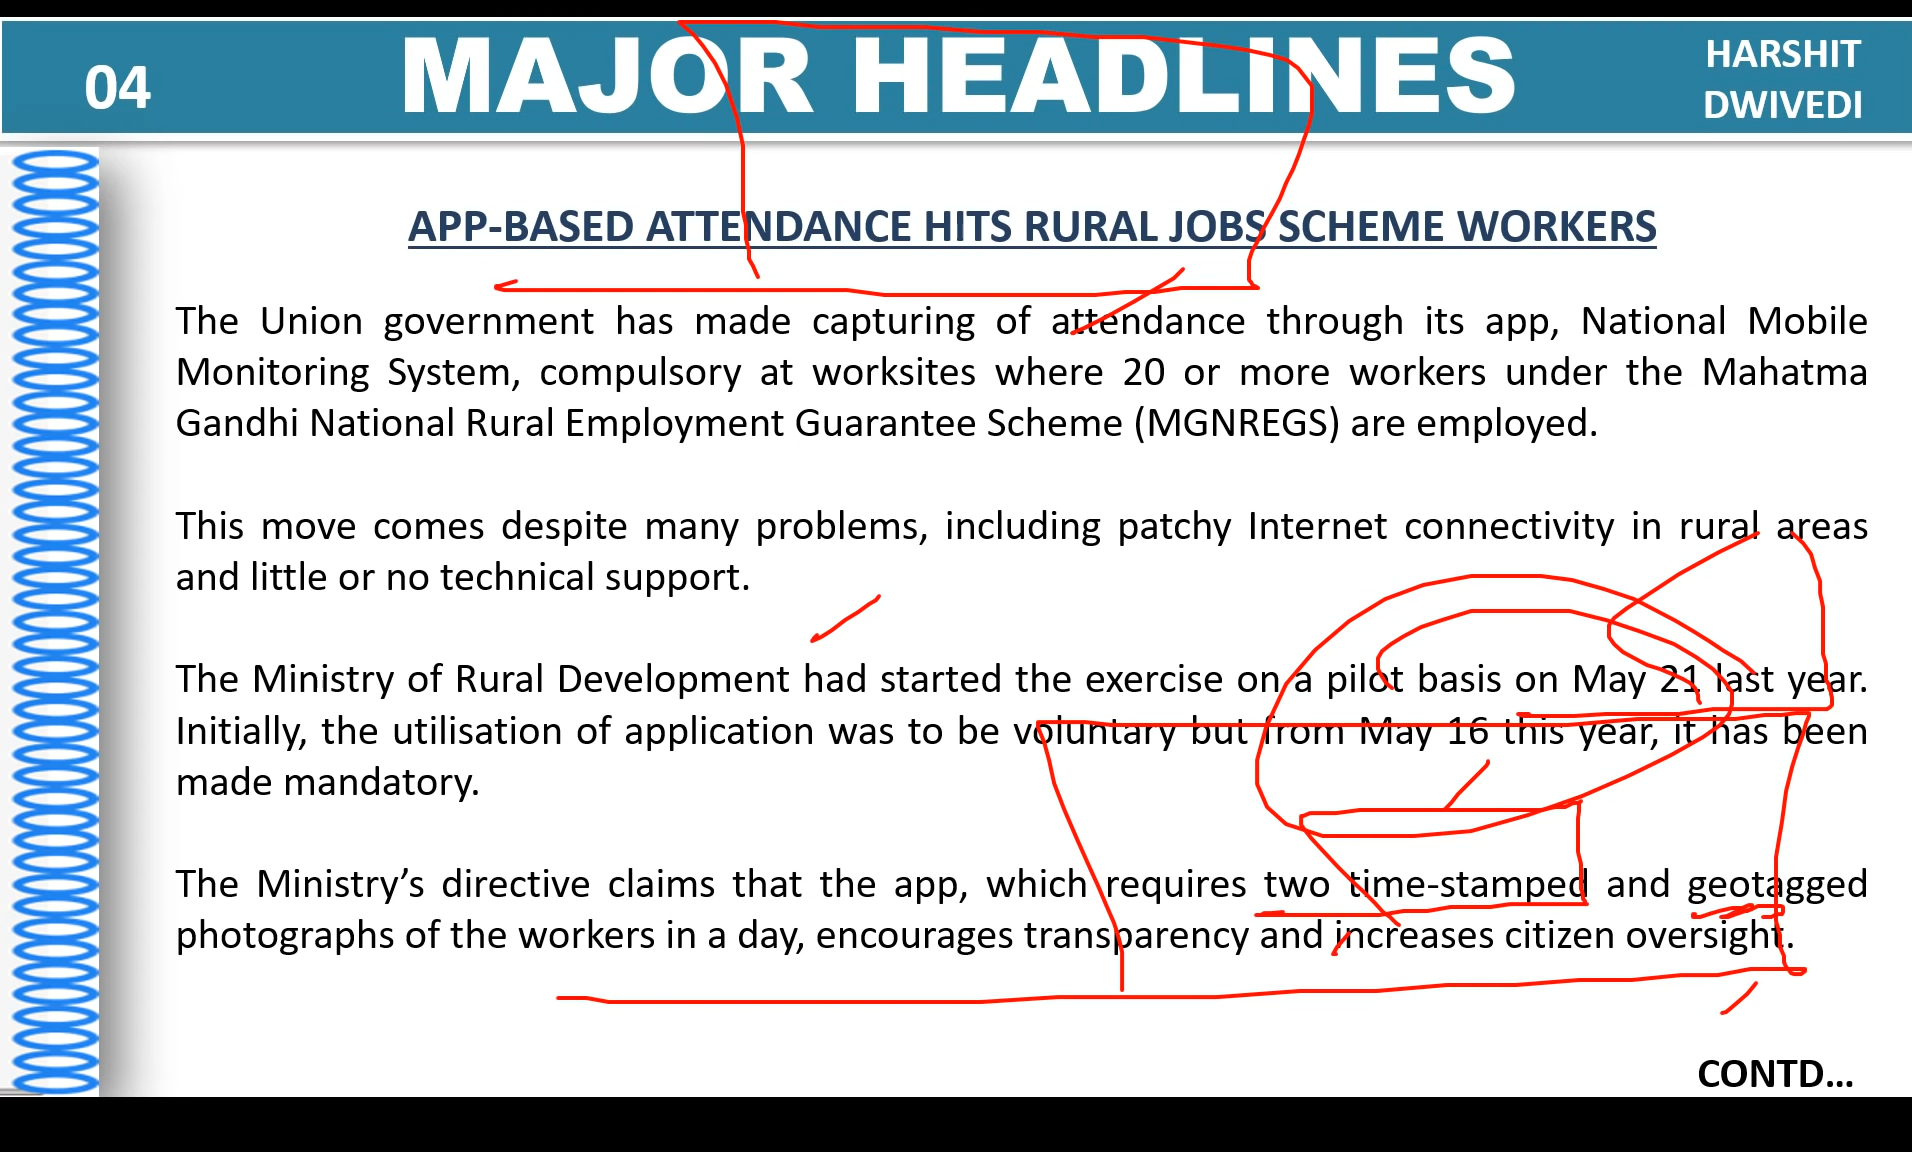 04
MAJOR HEADLINES
HARSHIT
DWIVEDI
APP-BASED ATTENDANCE HITS RURAL JOBS SCHEME WORKERS
The Union government has made capturing of attendance through its app, National Mobile
Monitoring System, compulsory at worksites where 20 or more workers under the Mahatma
Gandhi National Rural Employment Guarantee Scheme (MGNREGS) are employed.
This move comes despite many problems, including patchy Internet connectivity in rural areas
and little or no technical support.
The Ministry of Rural Development had started the exercise on a pilot basis on May 21 last year.
Initially, the utilisation of application was to be voluntary but from May 16 this year, it has been
made mandatory.
The Ministry’s directive claims that the app, which requires two time-stamped and geotagged
photographs of the workers in a day, encourages transparency and increases citizen oversight.
CONTD...